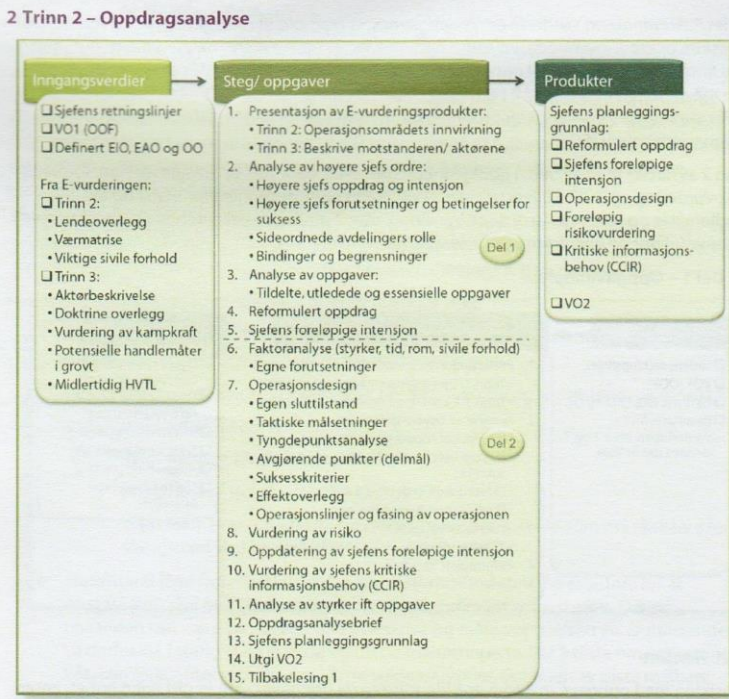 2 Trinn 2 – Oppdragsanalyse
Inngangsverdier
❑ Sjefens retningslinjer
❑ VO1 (OOF)
❑ Definert EIO, EAO og OO
Fra E-vurderingen:
❑ Trinn 2:
• Lendeoverlegg
• Værmatrise
• Viktige sivile forhold
❑ Trinn 3:
• Aktørbeskrivelse
• Doktrine overlegg
• Vurdering av kampkraft
• Potensielle handlemåter
i grovt
• Midlertidig HVTL
Steg/ oppgaver
1. Presentasjon av E-vurderingsprodukter:
• Trinn 2: Operasjonsområdets innvirkning
• Trinn 3: Beskrive motstanderen/ aktørene
2. Analyse av høyere sjefs ordre:
• Høyere sjefs oppdrag og intensjon
• Høyere sjefs forutsetninger og betingelser for
suksess
• Sideordnede avdelingers rolle
• Bindinger og begrensninger
Del 1
3. Analyse av oppgaver:
• Tildelte, utledede og essensielle oppgaver
4. Reformulert oppdrag
5. Sjefens foreløpige intensjon
6. Faktoranalyse (styrker, tid, rom, sivile forhold)
• Egne forutsetninger
7. Operasjonsdesign
• Egen sluttilstand
• Taktiske målsetninger
• Tyngdepunktsanalyse
• Avgjørende punkter (delmål)
Del 2
• Suksesskriterier
• Effektoverlegg
• Operasjonslinjer og fasing av operasjonen
8. Vurdering av risiko
9. Oppdatering av sjefens foreløpige intensjon
10. Vurdering av sjefens kritiske
informasjonsbehov (CCIR)
11. Analyse av styrker ift oppgaver
12. Oppdragsanalysebrief
13. Sjefens planleggingsgrunnlag
14. Utgi VO2
15. Tilbakelesing 1
Produkter
Sjefens planleggings-
grunnlag:
❑ Reformulert oppdrag
❑ Sjefens foreløpige
intensjon
❑ Operasjonsdesign
❑ Foreløpig
risikovurdering
❑ Kritiske informasjons-
behov (CCIR)
❑ VO2